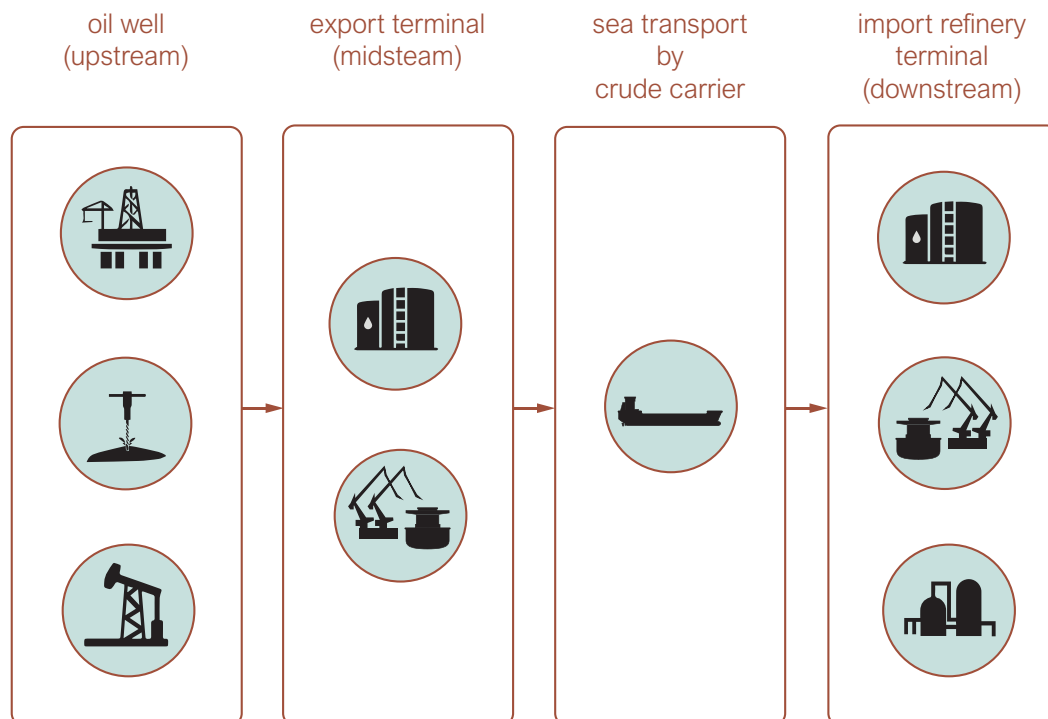 oil well
(upstream)
export terminal
(midsteam)
sea transport
by
crude carrier
import refinery
terminal
(downstream)